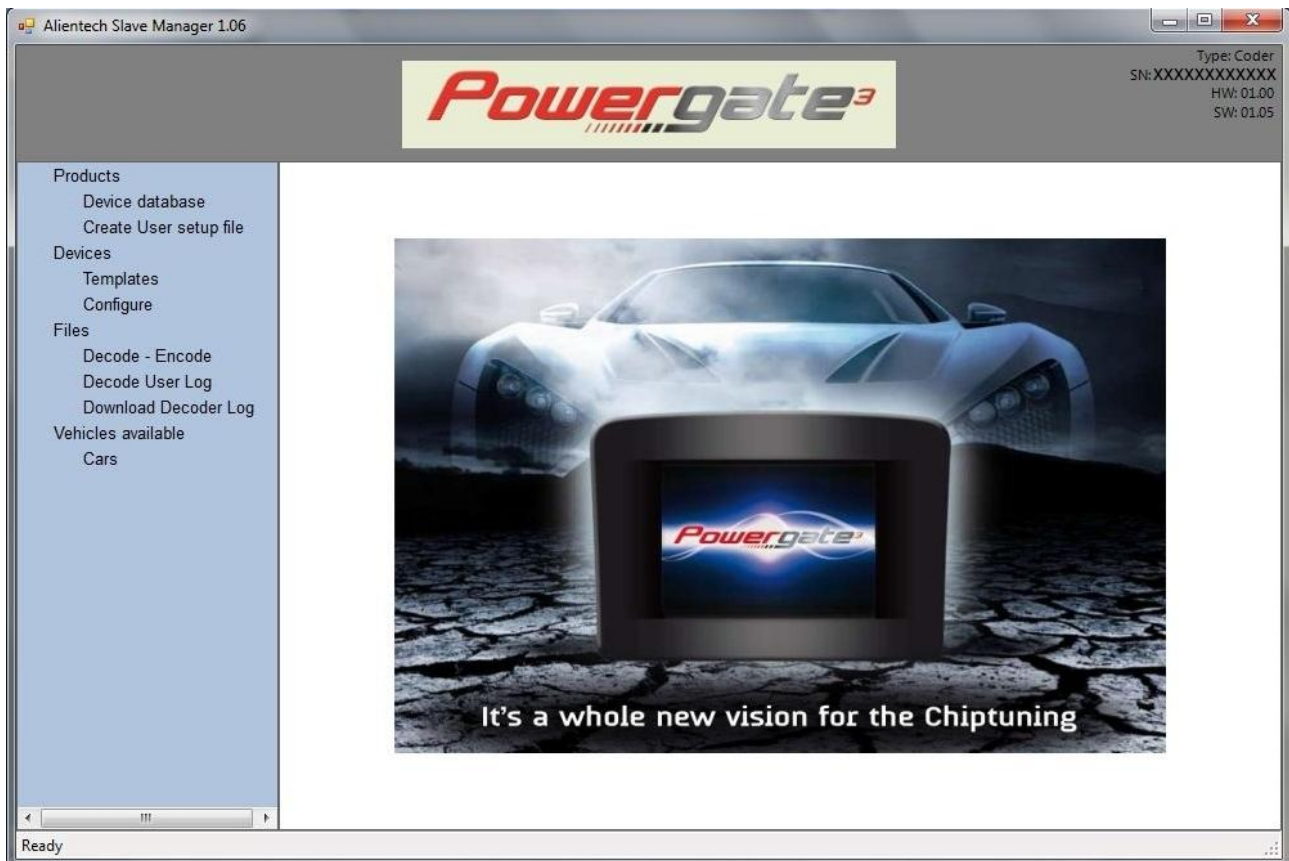 Alientech Slave Manager 1.06
Powergate3
Type: Coder
SN: XXXXXXXXXXXX
HW: 01.00
SW: 01.05
Products
Device database
Create User setup file
Devices
Templates
Configure
Files
Decode - Encode
Decode User Log
Download Decoder Log
Vehicles available
Cars
Powergate3
It's a whole new vision for the Chiptuning
Ready